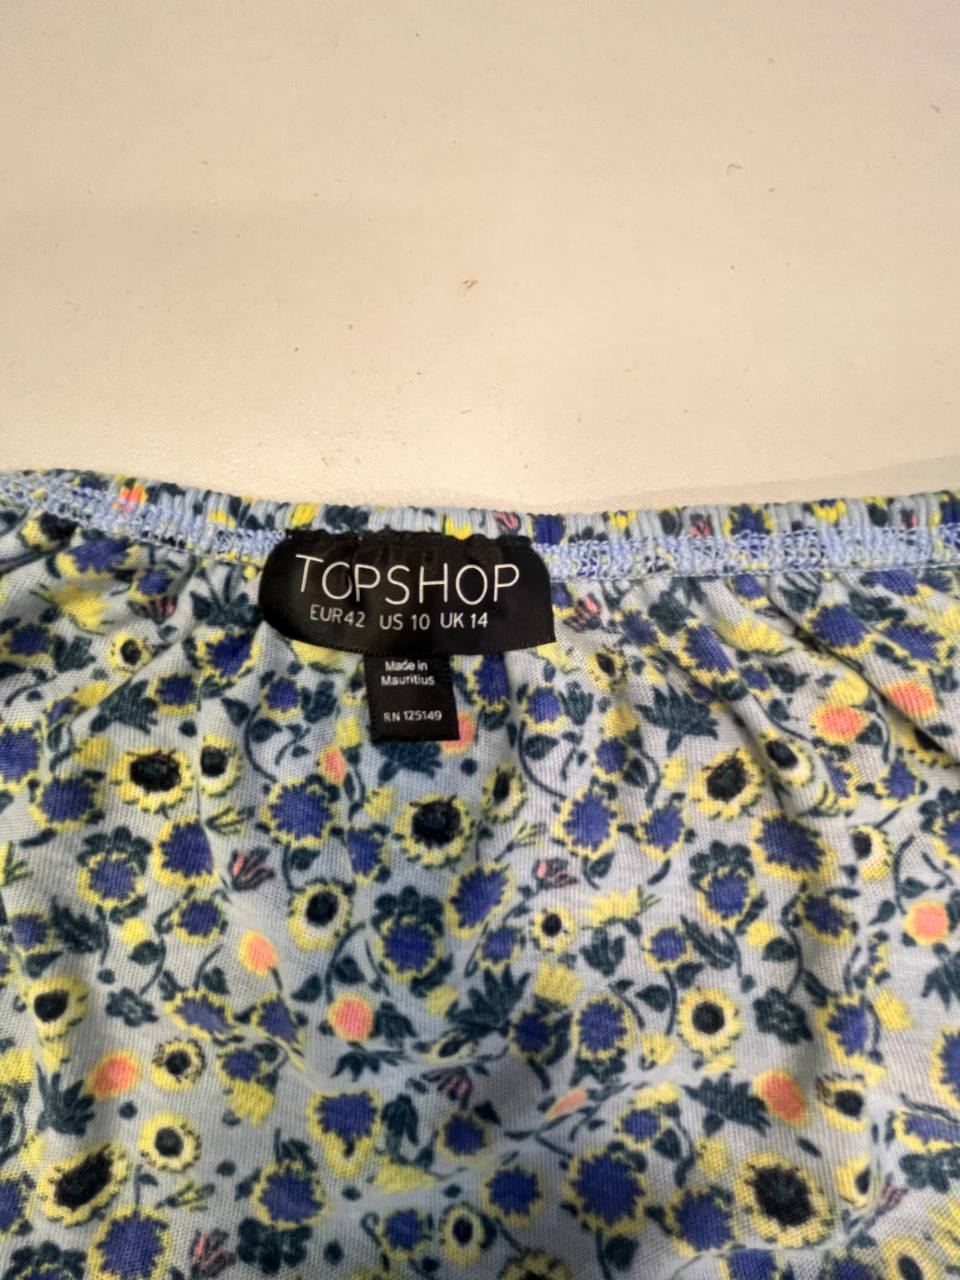 TOPSHOP
EUR42 US 10 UK 14
Made in
Mauritius
RN 125149